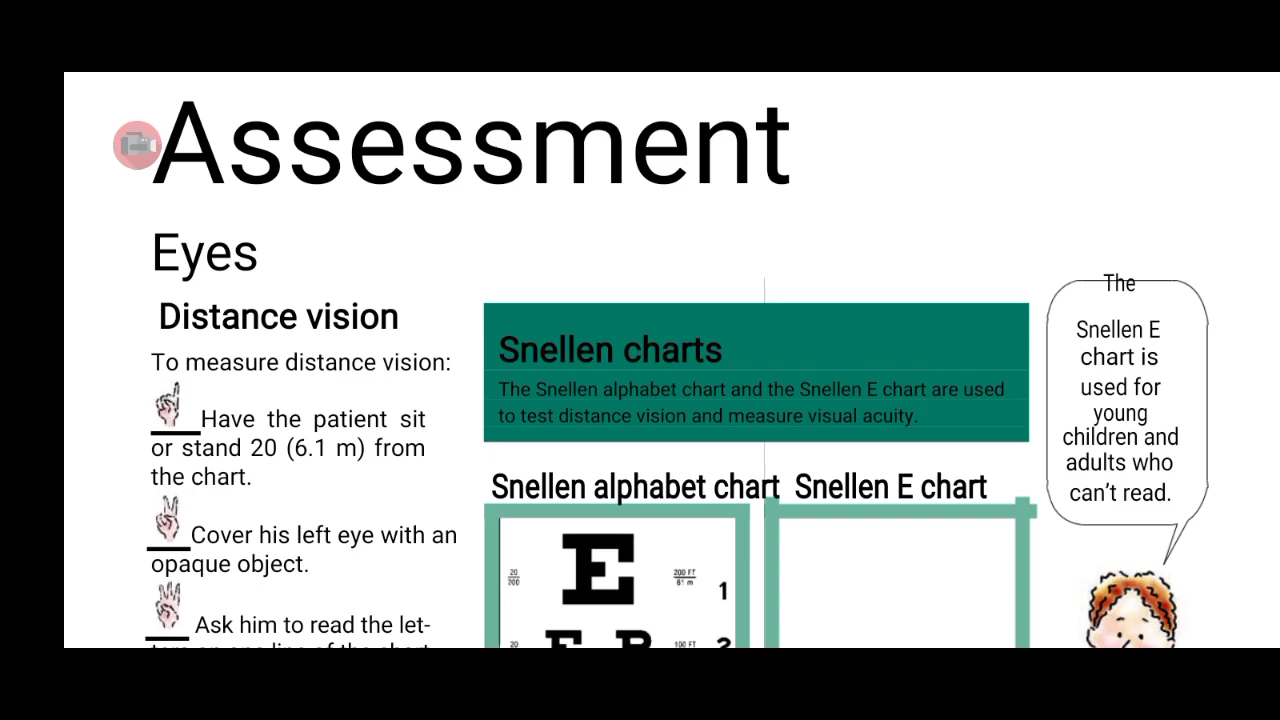 Assessment
Eyes
Distance vision
To measure distance vision:
Have the patient sit
or stand 20 (6.1 m) from
the chart.
Cover his left eye with an
opaque object.
Ask him to read the let-
Snellen charts
The Snellen alphabet chart and the Snellen E chart are used
to test distance vision and measure visual acuity.
Snellen alphabet chart
Snellen E chart
20
200
E
200 FT
61 m
1
20
100 FT
2
The
Snellen E
chart is
used for
young
children and
adults who
can’t read.